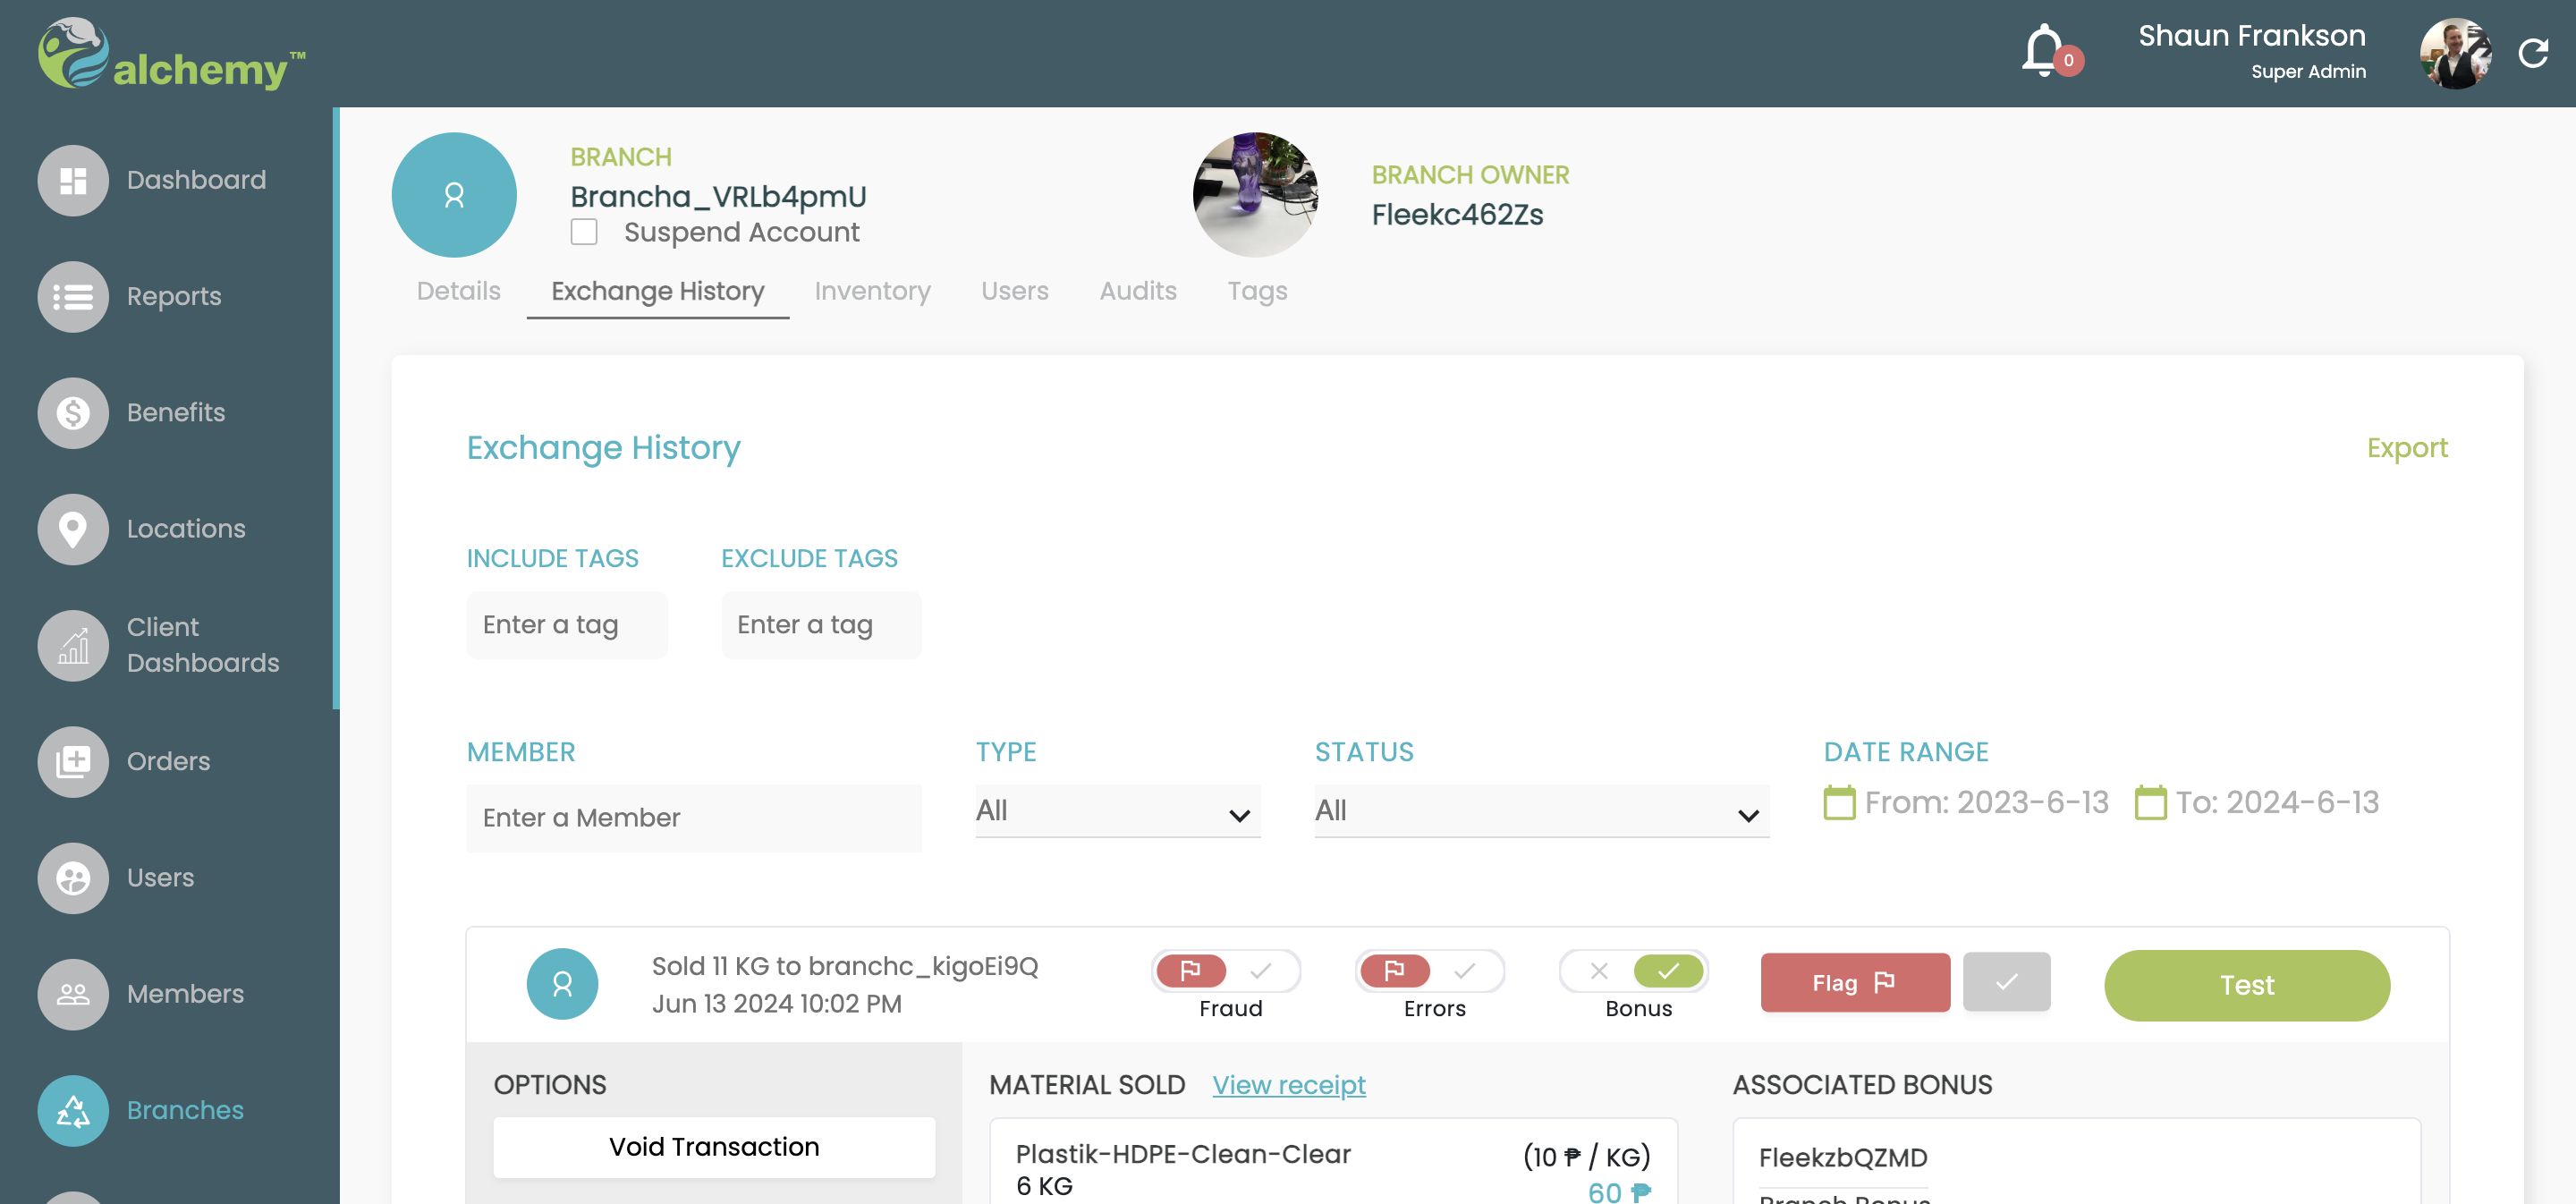 alchemy™
0
Shaun Frankson
Super Admin
Dashboard
Reports
Benefits
Locations
Client
Dashboards
Orders
Users
Members
Branches
BRANCH
Brancha_VRLb4pmU
Suspend Account
BRANCH OWNER
Fleekc462Zs
Details Exchange History Inventory Users Audits Tags
Exchange History
Export
INCLUDE TAGS EXCLUDE TAGS
Enter a tag Enter a tag
MEMBER TYPE STATUS DATE RANGE
Enter a Member All All From: 2023-6-13 To: 2024-6-13
Sold 11 KG to branchc_kigoEi9Q
Jun 13 2024 10:02 PM
Fraud Errors Bonus
Flag
Test
OPTIONS
Void Transaction
MATERIAL SOLD View receipt
Plastik-HDPE-Clean-Clear (10 ₱ / KG)
6 KG 60 ₱
ASSOCIATED BONUS
FleekzbQZMD
Branch Bonus